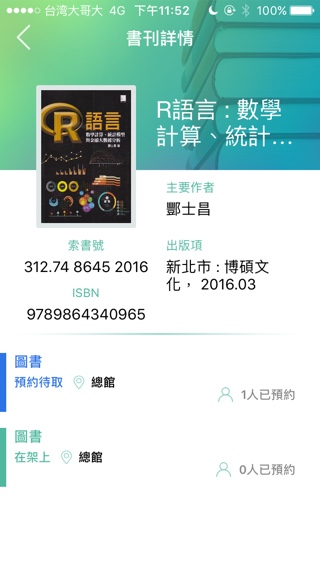 台湾大哥大 4G 下午11:52 100%
書刊詳情
R語言
數學計算、統計模型
與金融大數據分析
酆士昌 著
R語言 : 數學
計算、統計...
主要作者
酆士昌
索書號
312.74 8645 2016
ISBN
9789864340965
出版項
新北市 : 博碩文
化, 2016.03
圖書
預約待取 總館
1人已預約
圖書
在架上 總館
0人已預約